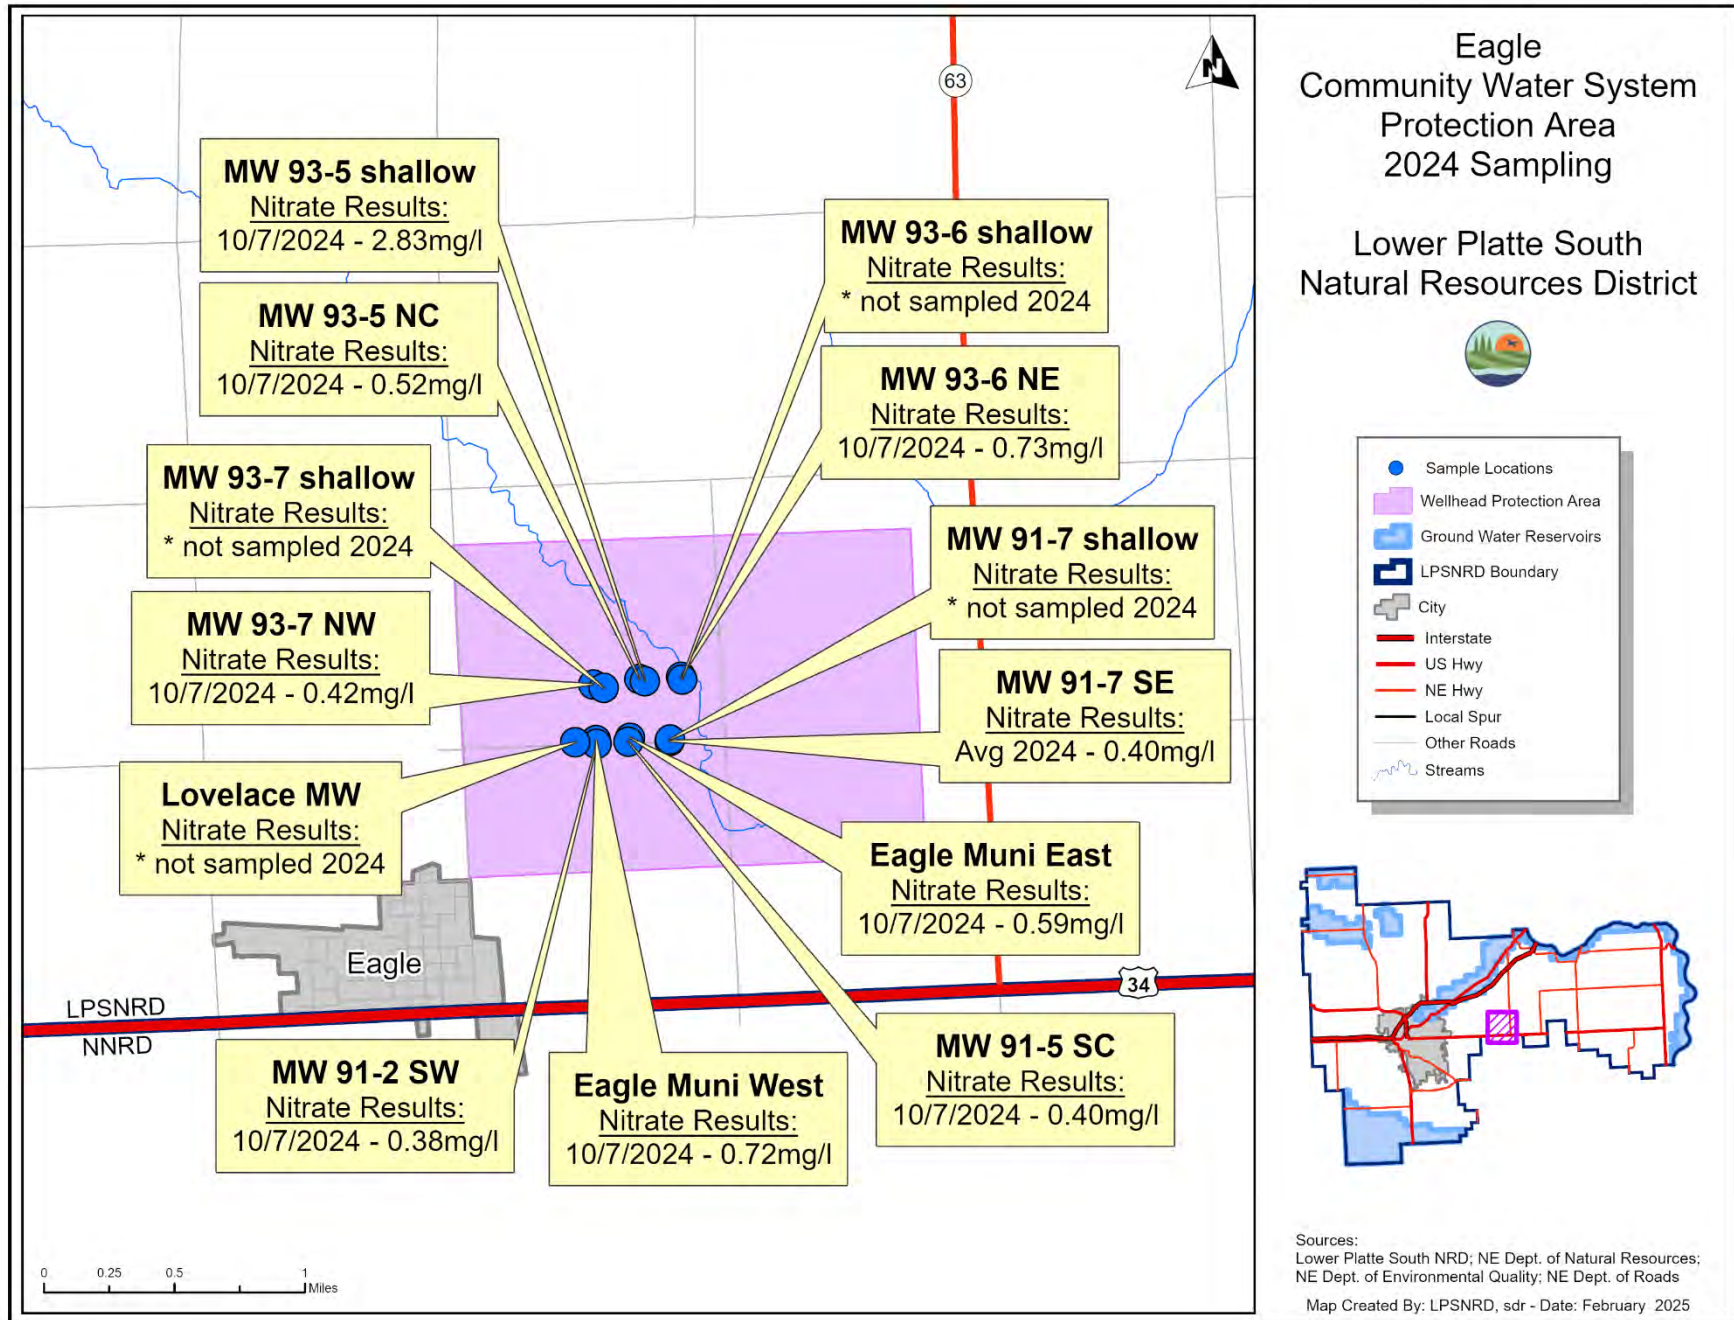 Eagle
Community Water System
Protection Area
2024 Sampling
Lower Platte South
Natural Resources District
63
N
MW 93-5 shallow
Nitrate Results:
10/7/2024 - 2.83mg/l
MW 93-5 NC
Nitrate Results:
10/7/2024 - 0.52mg/l
MW 93-6 shallow
Nitrate Results:
* not sampled 2024
MW 93-6 NE
Nitrate Results:
10/7/2024 - 0.73mg/l
MW 93-7 shallow
Nitrate Results:
* not sampled 2024
MW 93-7 NW
Nitrate Results:
10/7/2024 - 0.42mg/l
MW 91-7 shallow
Nitrate Results:
* not sampled 2024
MW 91-7 SE
Nitrate Results:
Avg 2024 - 0.40mg/l
Lovelace MW
Nitrate Results:
* not sampled 2024
Eagle Muni East
Nitrate Results:
10/7/2024 - 0.59mg/l
Eagle
34
LPSNRD
NNRD
MW 91-2 SW
Nitrate Results:
10/7/2024 - 0.38mg/l
Eagle Muni West
Nitrate Results:
10/7/2024 - 0.72mg/l
MW 91-5 SC
Nitrate Results:
10/7/2024 - 0.40mg/l
0 0.25 0.5 1
Miles
Sample Locations
Wellhead Protection Area
Ground Water Reservoirs
LPSNRD Boundary
City
Interstate
US Hwy
NE Hwy
Local Spur
Other Roads
Streams
Sources:
Lower Platte South NRD; NE Dept. of Natural Resources;
NE Dept. of Environmental Quality; NE Dept. of Roads
Map Created By: LPSNRD, sdr - Date: February 2025